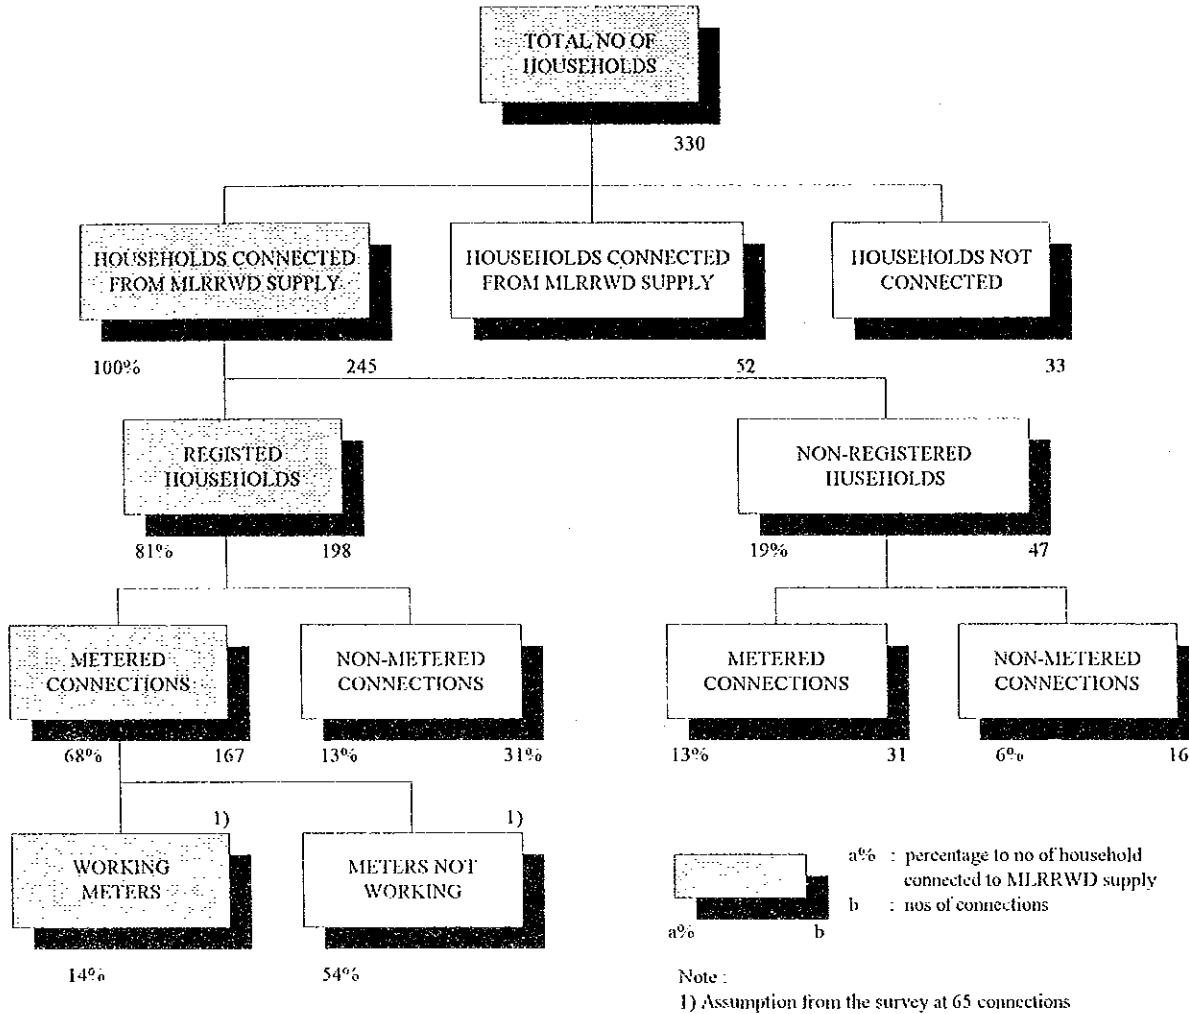 TOTAL NO OF
HOUSEHOLDS
330
HOUSEHOLDS CONNECTED
FROM MLRRWD SUPPLY
100% 245
HOUSEHOLDS CONNECTED
FROM MLRRWD SUPPLY
52
HOUSEHOLDS NOT
CONNECTED
33
REGISTED
HOUSEHOLDS
81% 198
NON-REGISTERED
HUSEHOLDS
19% 47
METERED
CONNECTIONS
68% 167
NON-METERED
CONNECTIONS
13% 31%
METERED
CONNECTIONS
13% 31
NON-METERED
CONNECTIONS
6% 16
1)
WORKING
METERS
14%
1)
METERS NOT
WORKING
54%
a% : percentage to no of household
connected to MLRRWD supply
b : nos of connections
a% b
Note :
1) Assumption from the survey at 65 connections